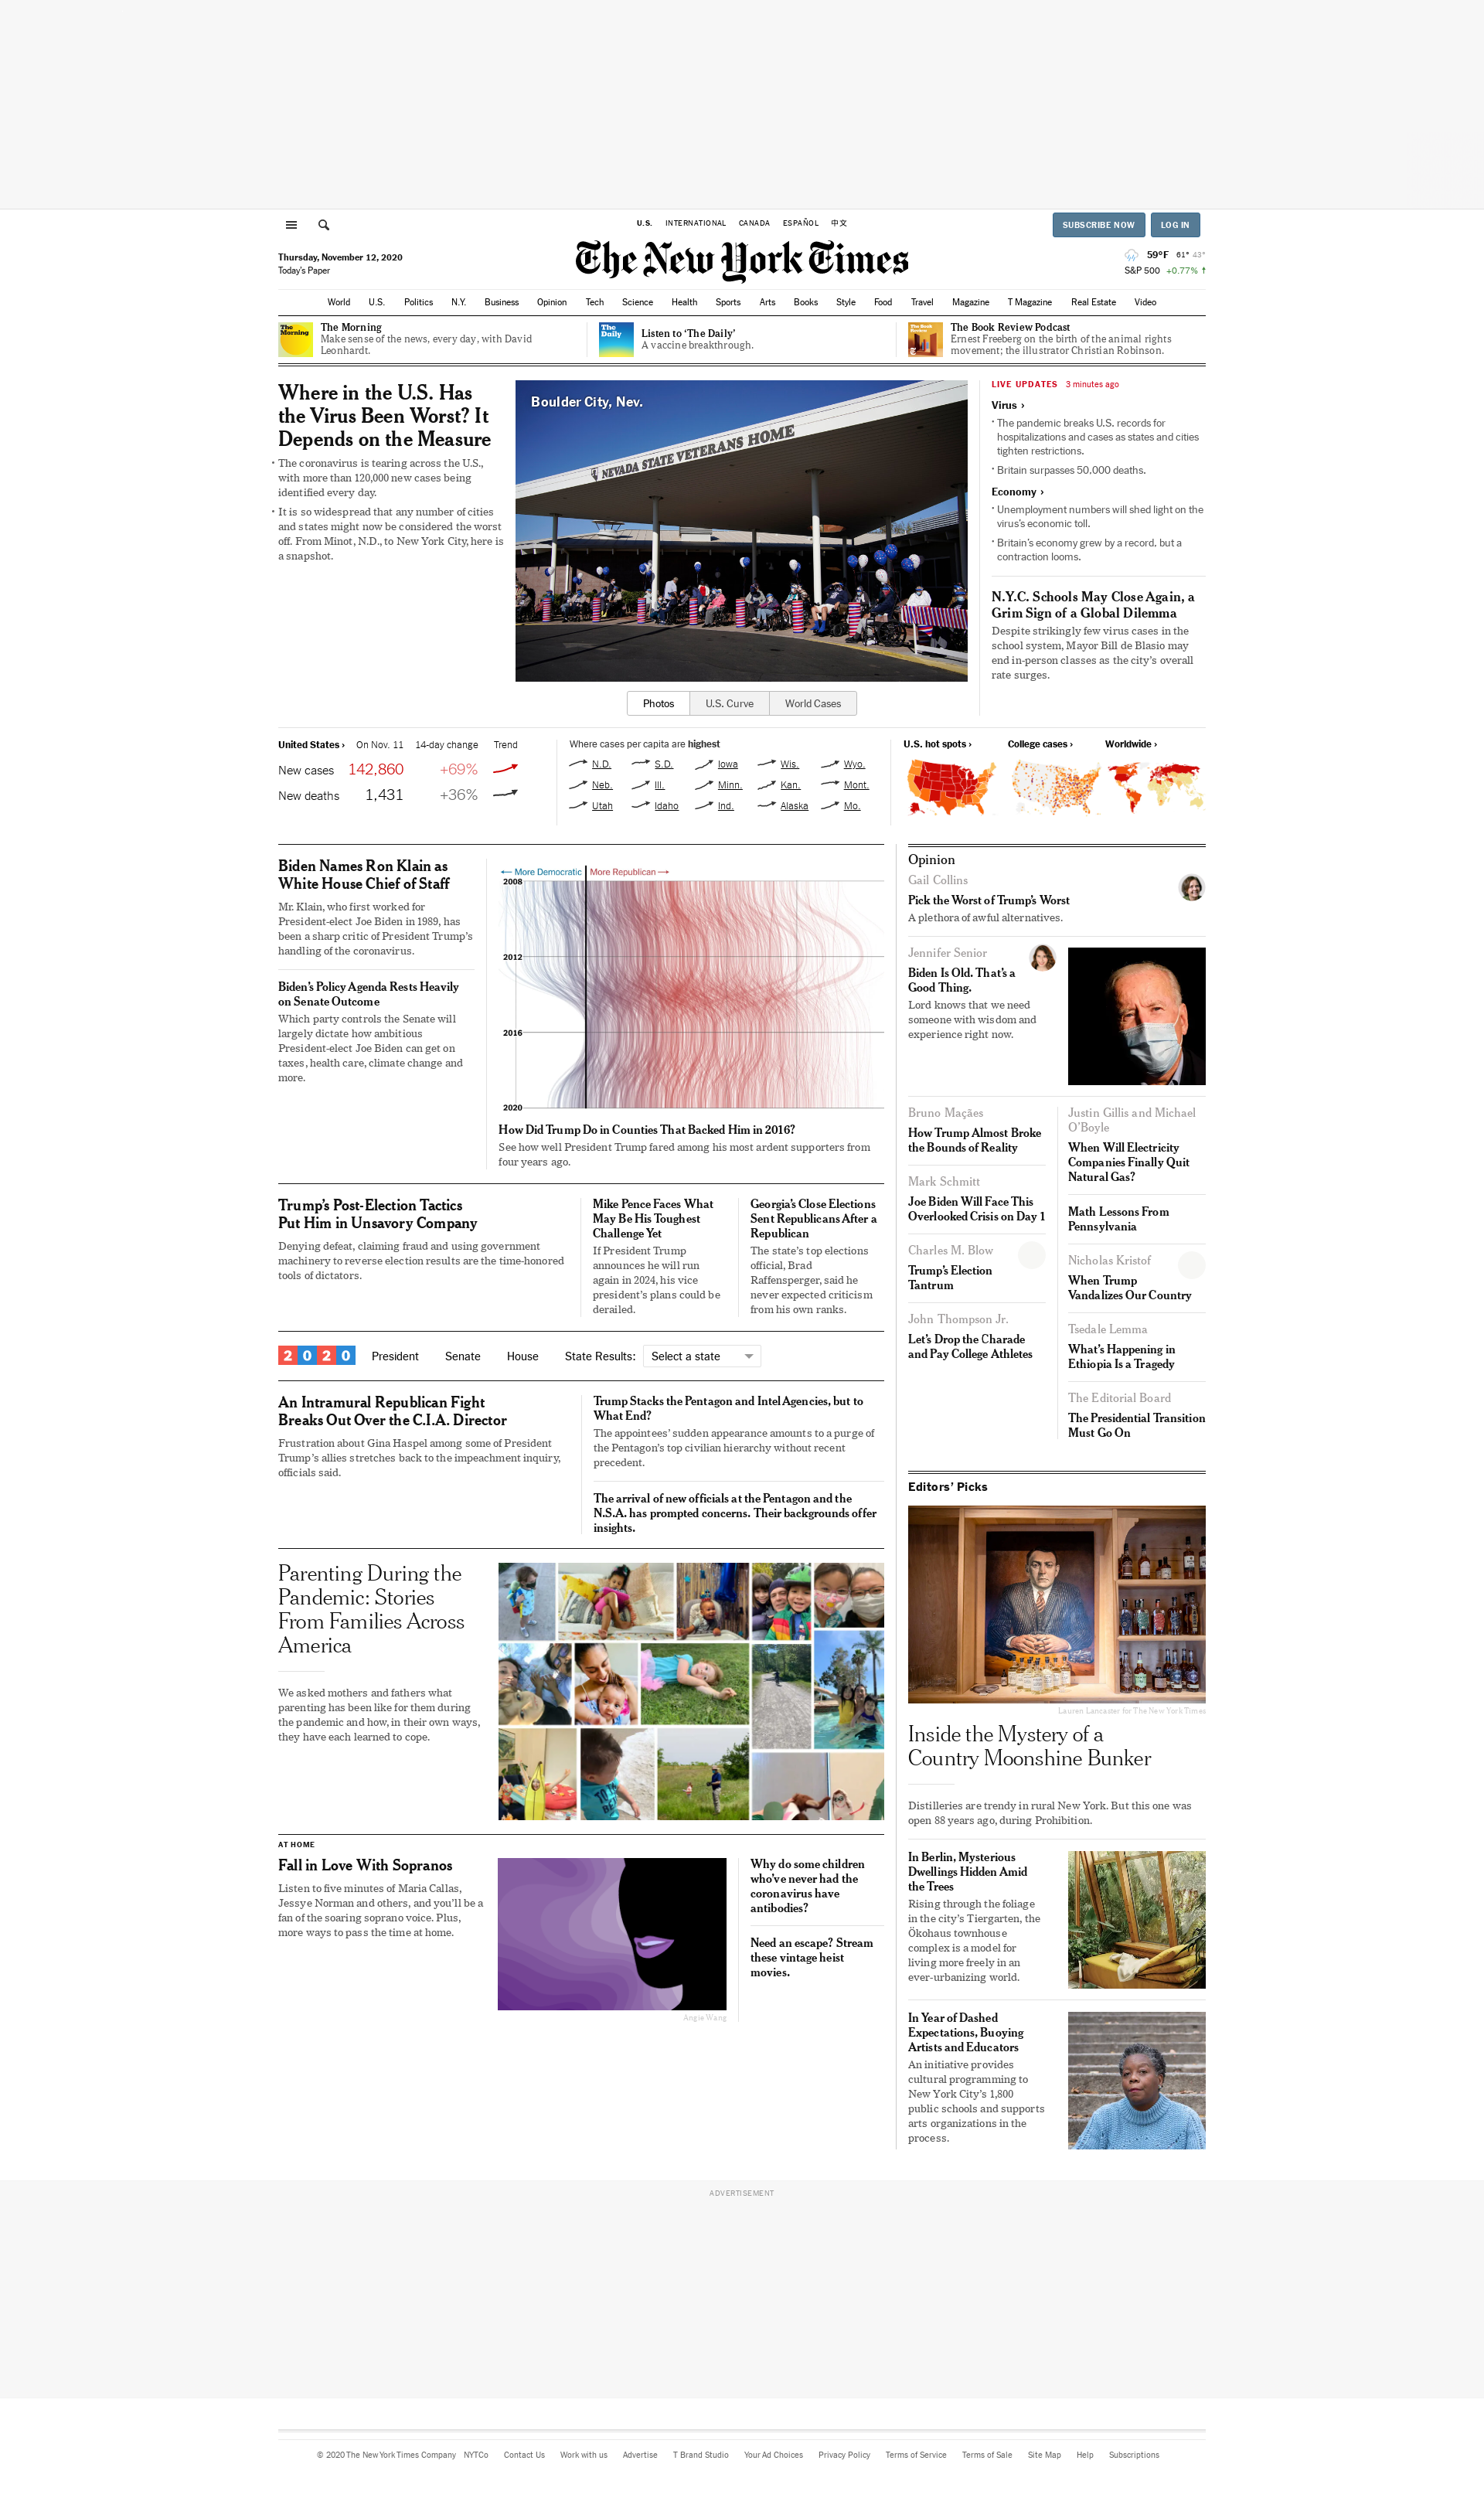 U.S. INTERNATIONAL CANADA ESPAÑOL 中文
SUBSCRIBE NOW LOG IN
Thursday, November 12, 2020
Today's Paper
The New York Times
59°F 61° 43°
S&P 500 +0.77% ↑
World U.S. Politics N.Y. Business Opinion Tech Science Health Sports Arts Books Style Food Travel Magazine T Magazine Real Estate Video
The Morning
The Morning
Make sense of the news, every day, with David
Leonhardt.
The Daily
Listen to ‘The Daily’
A vaccine breakthrough.
The Book Review
The Book Review Podcast
Ernest Freeberg on the birth of the animal rights
movement; the illustrator Christian Robinson.
Where in the U.S. Has
the Virus Been Worst? It
Depends on the Measure
• The coronavirus is tearing across the U.S.,
with more than 120,000 new cases being
identified every day.
• It is so widespread that any number of cities
and states might now be considered the worst
off. From Minot, N.D., to New York City, here is
a snapshot.
Boulder City, Nev.
NEVADA STATE VETERANS HOME
Photos U.S. Curve World Cases
LIVE UPDATES 3 minutes ago
Virus ›
• The pandemic breaks U.S. records for
hospitalizations and cases as states and cities
tighten restrictions.
• Britain surpasses 50,000 deaths.
Economy ›
• Unemployment numbers will shed light on the
virus’s economic toll.
• Britain’s economy grew by a record, but a
contraction looms.
N.Y.C. Schools May Close Again, a
Grim Sign of a Global Dilemma
Despite strikingly few virus cases in the
school system, Mayor Bill de Blasio may
end in-person classes as the city’s overall
rate surges.
United States › On Nov. 11 14-day change Trend
New cases 142,860 +69%
New deaths 1,431 +36%
Where cases per capita are highest
N.D. S.D. Iowa Wis. Wyo.
Neb. Ill. Minn. Kan. Mont.
Utah Idaho Ind. Alaska Mo.
U.S. hot spots › College cases › Worldwide ›
Biden Names Ron Klain as
White House Chief of Staff
Mr. Klain, who first worked for
President-elect Joe Biden in 1989, has
been a sharp critic of President Trump’s
handling of the coronavirus.
Biden’s Policy Agenda Rests Heavily
on Senate Outcome
Which party controls the Senate will
largely dictate how ambitious
President-elect Joe Biden can get on
taxes, health care, climate change and
more.
← More Democratic More Republican →
2008
2012
2016
2020
How Did Trump Do in Counties That Backed Him in 2016?
See how well President Trump fared among his most ardent supporters from
four years ago.
Trump’s Post-Election Tactics
Put Him in Unsavory Company
Denying defeat, claiming fraud and using government
machinery to reverse election results are the time-honored
tools of dictators.
Mike Pence Faces What
May Be His Toughest
Challenge Yet
If President Trump
announces he will run
again in 2024, his vice
president’s plans could be
derailed.
Georgia’s Close Elections
Sent Republicans After a
Republican
The state’s top elections
official, Brad
Raffensperger, said he
never expected criticism
from his own ranks.
2020 President Senate House State Results: Select a state
An Intramural Republican Fight
Breaks Out Over the C.I.A. Director
Frustration about Gina Haspel among some of President
Trump’s allies stretches back to the impeachment inquiry,
officials said.
Trump Stacks the Pentagon and Intel Agencies, but to
What End?
The appointees’ sudden appearance amounts to a purge of
the Pentagon’s top civilian hierarchy without recent
precedent.
The arrival of new officials at the Pentagon and the
N.S.A. has prompted concerns. Their backgrounds offer
insights.
Parenting During the
Pandemic: Stories
From Families Across
America
We asked mothers and fathers what
parenting has been like for them during
the pandemic and how, in their own ways,
they have each learned to cope.
AT HOME
Fall in Love With Sopranos
Listen to five minutes of Maria Callas,
Jessye Norman and others, and you’ll be a
fan of the soaring soprano voice. Plus,
more ways to pass the time at home.
Angie Wang
Why do some children
who’ve never had the
coronavirus have
antibodies?
Need an escape? Stream
these vintage heist
movies.
Opinion
Gail Collins
Pick the Worst of Trump’s Worst
A plethora of awful alternatives.
Jennifer Senior
Biden Is Old. That’s a
Good Thing.
Lord knows that we need
someone with wisdom and
experience right now.
Bruno Maçães
How Trump Almost Broke
the Bounds of Reality
Mark Schmitt
Joe Biden Will Face This
Overlooked Crisis on Day 1
Charles M. Blow
Trump’s Election
Tantrum
John Thompson Jr.
Let’s Drop the Charade
and Pay College Athletes
Justin Gillis and Michael
O’Boyle
When Will Electricity
Companies Finally Quit
Natural Gas?
Math Lessons From
Pennsylvania
Nicholas Kristof
When Trump
Vandalizes Our Country
Tsedale Lemma
What’s Happening in
Ethiopia Is a Tragedy
The Editorial Board
The Presidential Transition
Must Go On
Editors’ Picks
Lauren Lancaster for The New York Times
Inside the Mystery of a
Country Moonshine Bunker
Distilleries are trendy in rural New York. But this one was
open 88 years ago, during Prohibition.
In Berlin, Mysterious
Dwellings Hidden Amid
the Trees
Rising through the foliage
in the city’s Tiergarten, the
Ökohaus townhouse
complex is a model for
living more freely in an
ever-urbanizing world.
In Year of Dashed
Expectations, Buoying
Artists and Educators
An initiative provides
cultural programming to
New York City’s 1,800
public schools and supports
arts organizations in the
process.
ADVERTISEMENT
© 2020 The New York Times Company NYTCo Contact Us Work with us Advertise T Brand Studio Your Ad Choices Privacy Policy Terms of Service Terms of Sale Site Map Help Subscriptions